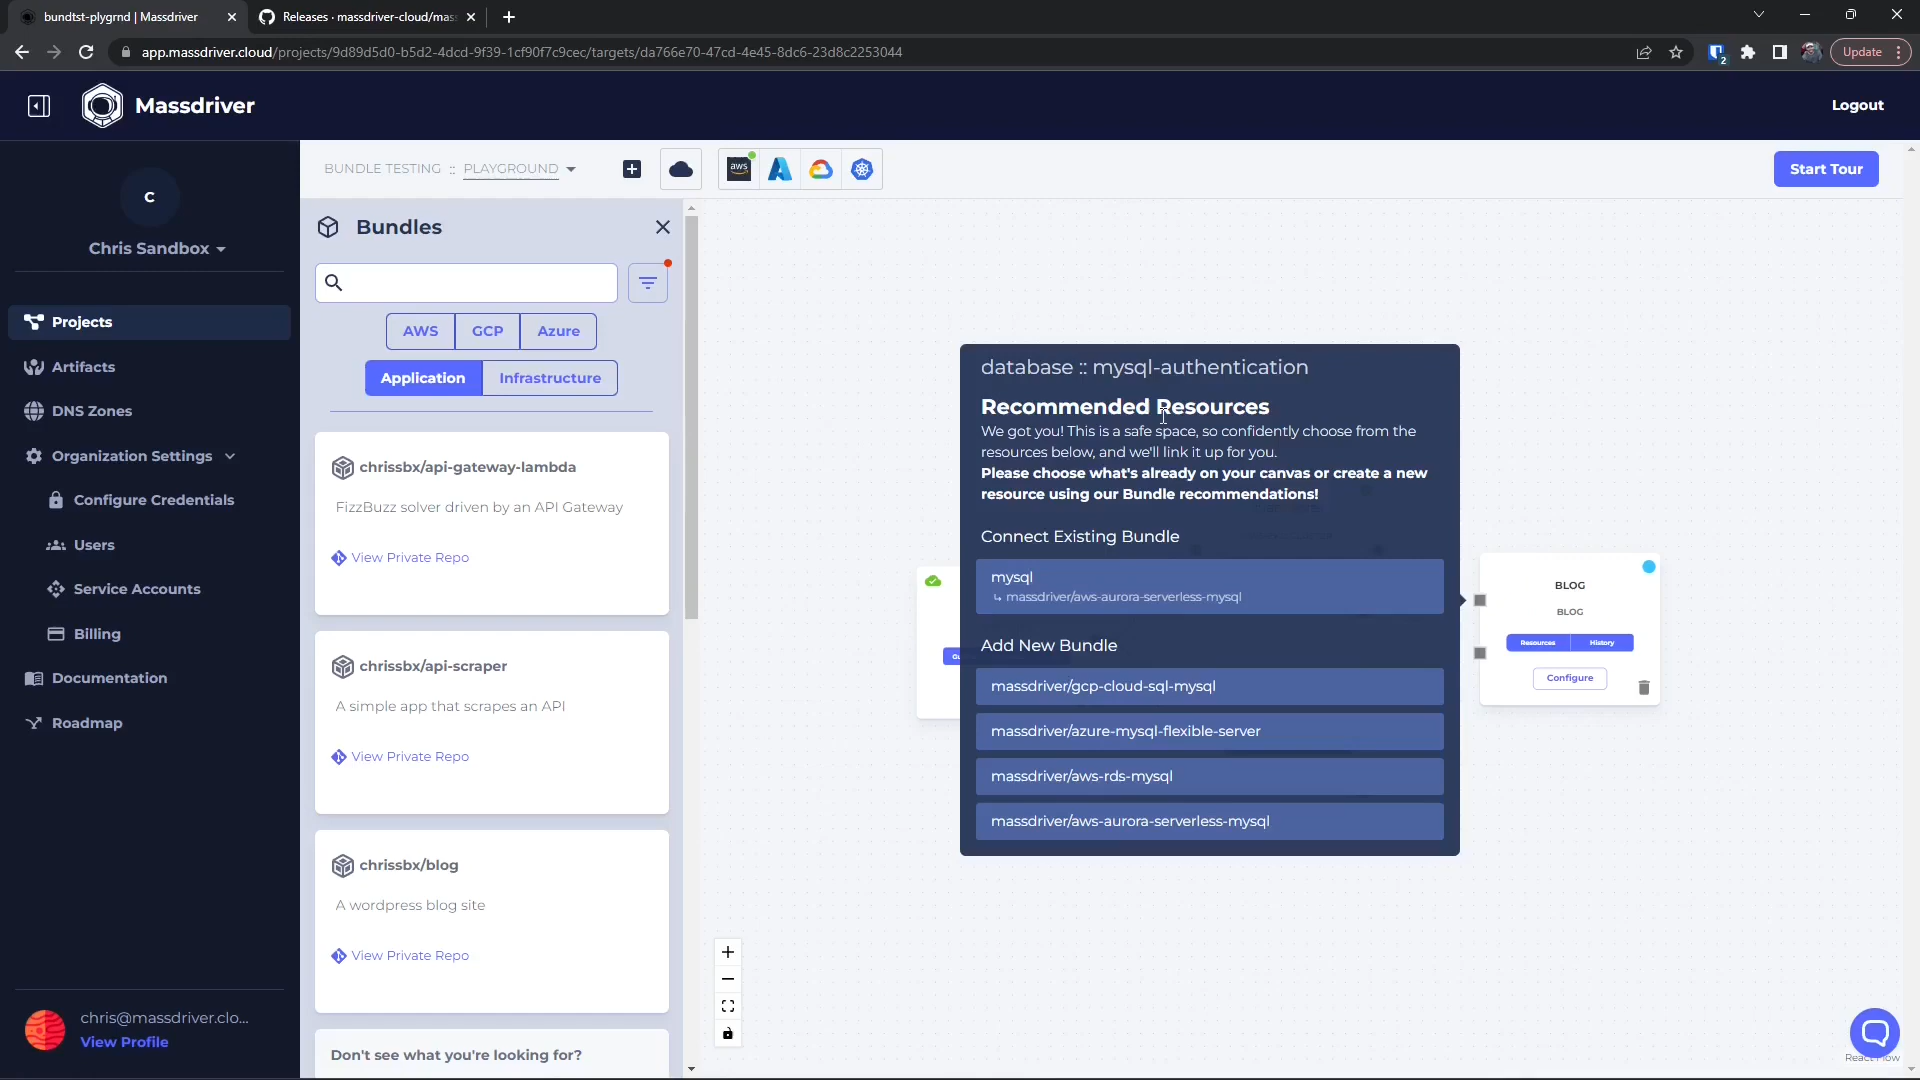 bundtst-plygrnd | Massdriver
Releases · massdriver-cloud/mass
app.massdriver.cloud/projects/9d89d5d0-b5d2-4dcd-9f39-1cf90f7c9cec/targets/da766e70-47cd-4e45-8dc6-23d8c2253044
2
Update
Massdriver
Logout
C
Chris Sandbox
Projects
Artifacts
DNS Zones
Organization Settings
Configure Credentials
Users
Service Accounts
Billing
Documentation
Roadmap
chris@massdriver.clo...
View Profile
BUNDLE TESTING :: PLAYGROUND
aws
Start Tour
Bundles
AWS
GCP
Azure
Application
Infrastructure
chrissbx/api-gateway-lambda
FizzBuzz solver driven by an API Gateway
View Private Repo
chrissbx/api-scraper
A simple app that scrapes an API
View Private Repo
chrissbx/blog
A wordpress blog site
View Private Repo
Don't see what you're looking for?
database :: mysql-authentication
Recommended Resources
We got you! This is a safe space, so confidently choose from the
resources below, and we'll link it up for you.
Please choose what's already on your canvas or create a new
resource using our Bundle recommendations!
Connect Existing Bundle
mysql
↳ massdriver/aws-aurora-serverless-mysql
Add New Bundle
massdriver/gcp-cloud-sql-mysql
massdriver/azure-mysql-flexible-server
massdriver/aws-rds-mysql
massdriver/aws-aurora-serverless-mysql
BLOG
BLOG
Resources
History
Configure
React Flow